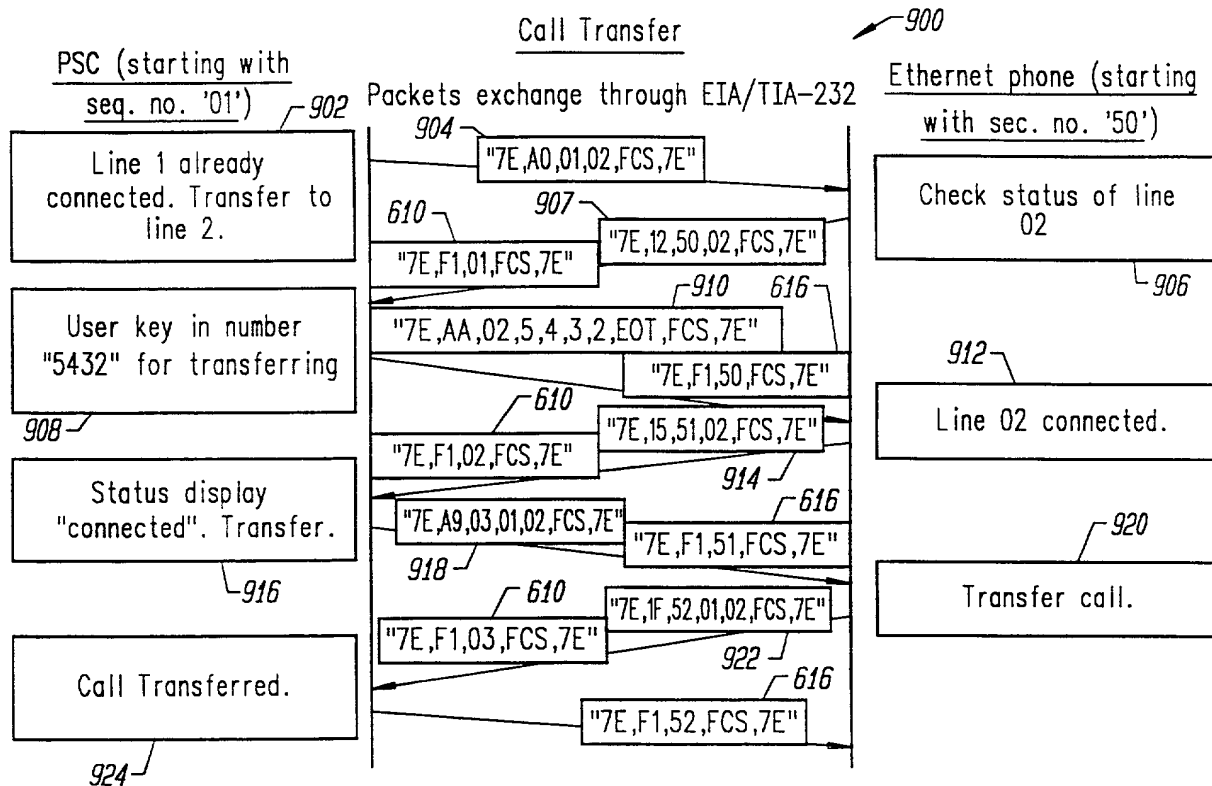 Call Transfer
900
PSC (starting with
seq. no. '01')
Packets exchange through EIA/TIA-232
Ethernet phone (starting
with sec. no. '50')
902
Line 1 already
connected. Transfer to
line 2.
904
"7E,A0,01,02,FCS,7E"
Check status of line
02
906
907
"7E,12,50,02,FCS,7E"
610
"7E,F1,01,FCS,7E"
User key in number
"5432" for transferring
908
910
"7E,AA,02,5,4,3,2,EOT,FCS,7E"
616
"7E,F1,50,FCS,7E"
912
Line 02 connected.
"7E,15,51,02,FCS,7E"
914
610
"7E,F1,02,FCS,7E"
Status display
"connected". Transfer.
916
"7E,A9,03,01,02,FCS,7E"
918
616
"7E,F1,51,FCS,7E"
920
Transfer call.
"7E,1F,52,01,02,FCS,7E"
922
610
"7E,F1,03,FCS,7E"
Call Transferred.
924
616
"7E,F1,52,FCS,7E"